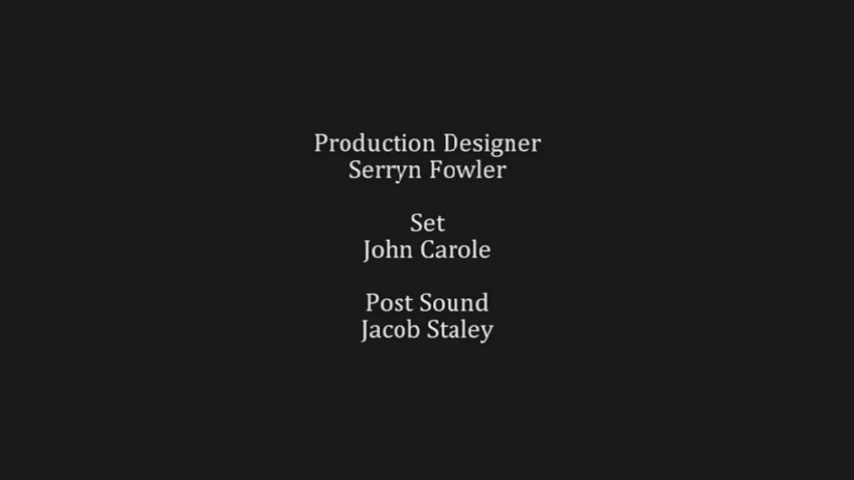 Production Designer
Serryn Fowler
Set
John Carole
Post Sound
Jacob Staley